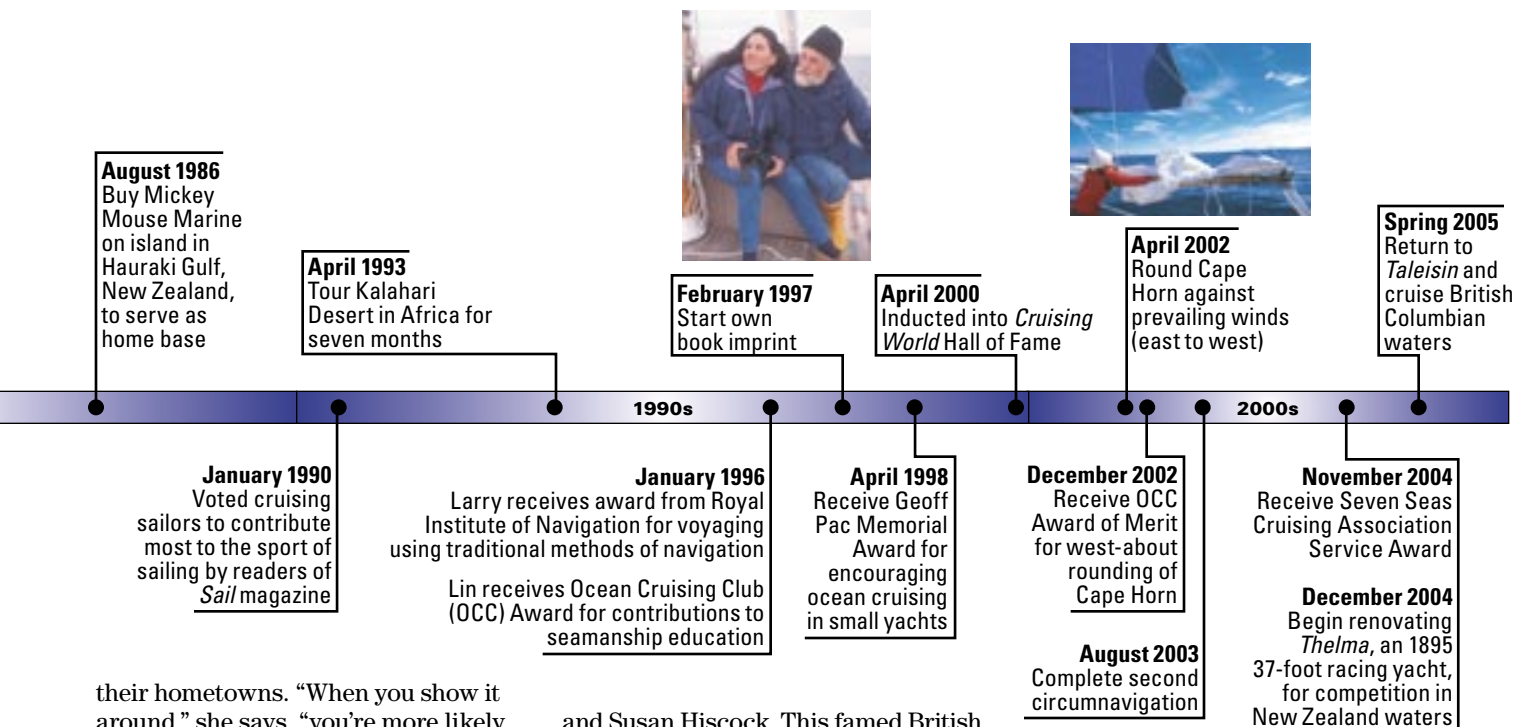 August 1986
Buy Mickey
Mouse Marine
on island in
Hauraki Gulf,
New Zealand,
to serve as
home base
April 1993
Tour Kalahari
Desert in Africa for
seven months
February 1997
Start own
book imprint
April 2000
Inducted into Cruising
World Hall of Fame
April 2002
Round Cape
Horn against
prevailing winds
(east to west)
Spring 2005
Return to
Taleisin and
cruise British
Columbian
waters
1990s
2000s
January 1990
Voted cruising
sailors to contribute
most to the sport of
sailing by readers of
Sail magazine
January 1996
Larry receives award from Royal
Institute of Navigation for voyaging
using traditional methods of navigation
Lin receives Ocean Cruising Club
(OCC) Award for contributions to
seamanship education
April 1998
Receive Geoff
Pac Memorial
Award for
encouraging
ocean cruising
in small yachts
December 2002
Receive OCC
Award of Merit
for west-about
rounding of
Cape Horn
August 2003
Complete second
circumnavigation
November 2004
Receive Seven Seas
Cruising Association
Service Award
December 2004
Begin renovating
Thelma, an 1895
37-foot racing yacht,
for competition in
New Zealand waters
their hometowns. “When you show it
around,” she says, “you’re more likely
and Susan Hiscock. This famed British